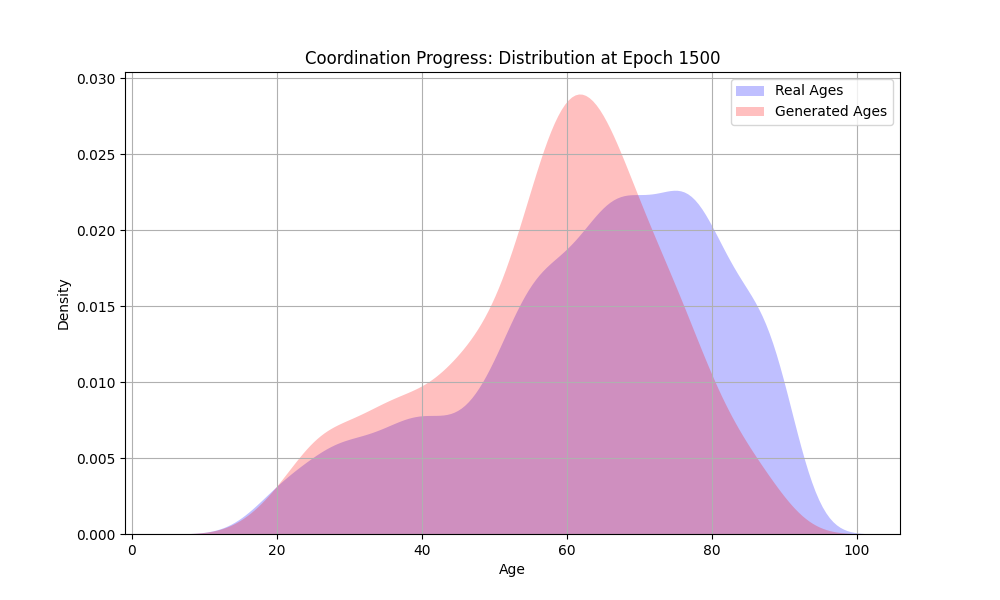 Coordination Progress: Distribution at Epoch 1500
Real Ages
Generated Ages
0.030
0.025
0.020
0.015
0.010
0.005
0.000
Density
0 20 40 60 80 100
Age